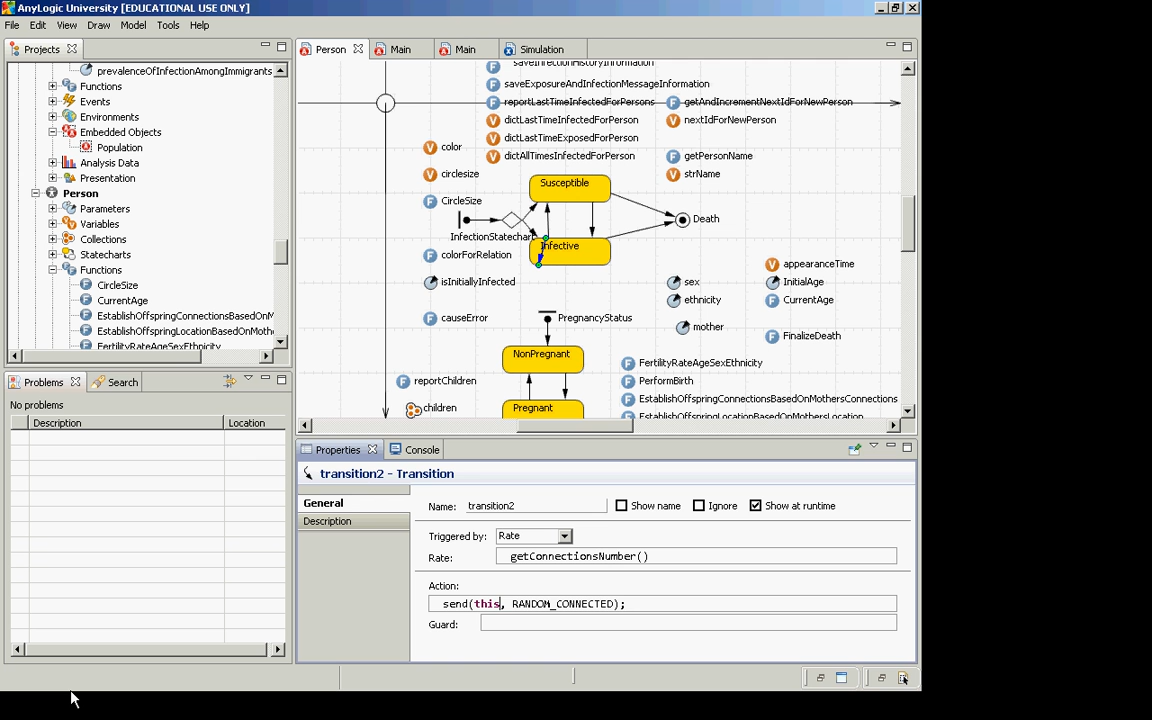 AnyLogic University [EDUCATIONAL USE ONLY]
File Edit View Draw Model Tools Help
Projects
prevalenceOfInfectionAmongImmigrants
Functions
Events
Environments
Embedded Objects
Population
Analysis Data
Presentation
Person
Parameters
Variables
Collections
Statecharts
Functions
CircleSize
CurrentAge
EstablishOffspringConnectionsBasedOnM
EstablishOffspringLocationBasedOnMothe
FertilityRateAgeSexEthnicity
Problems Search
No problems
Description Location
Person Main Main Simulation
saveInfectionHistoryInformation
saveExposureAndInfectionMessageInformation
reportLastTimeInfectedForPersons getAndIncrementNextIdForNewPerson
dictLastTimeInfectedForPerson nextIdForNewPerson
dictLastTimeExposedForPerson
dictAllTimesInfectedForPerson getPersonName
color
circlesize strName
Susceptible
CircleSize
Death
InfectionStatechart
Infective
colorForRelation
appearanceTime
isInitiallyInfected sex InitialAge
ethnicity CurrentAge
causeError PregnancyStatus
mother FinalizeDeath
NonPregnant
FertilityRateAgeSexEthnicity
reportChildren PerformBirth
EstablishOffspringConnectionsBasedOnMothersConnections
children Pregnant
EstablishOffspringLocationBasedOnMothersLocation
Properties Console
transition2 - Transition
General
Description
Name: transition2 Show name Ignore Show at runtime
Triggered by: Rate
Rate: getConnectionsNumber()
Action:
send(this, RANDOM_CONNECTED);
Guard: